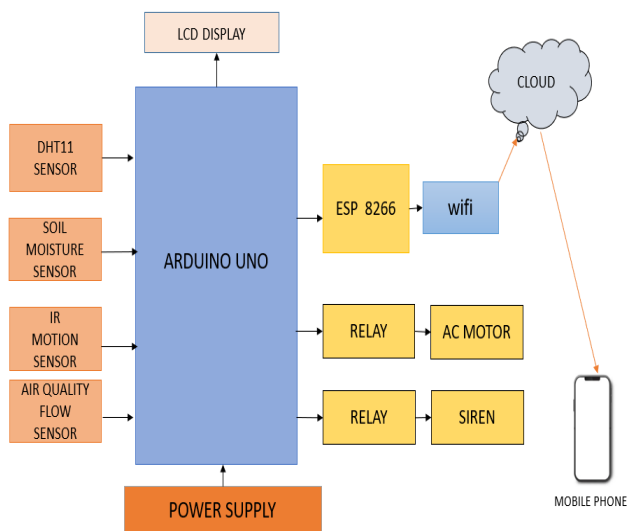 LCD DISPLAY
CLOUD
DHT11
SENSOR
SOIL
MOISTURE
SENSOR
IR
MOTION
SENSOR
AIR QUALITY
FLOW
SENSOR
ARDUINO UNO
ESP 8266
wifi
RELAY
AC MOTOR
RELAY
SIREN
POWER SUPPLY
MOBILE PHONE